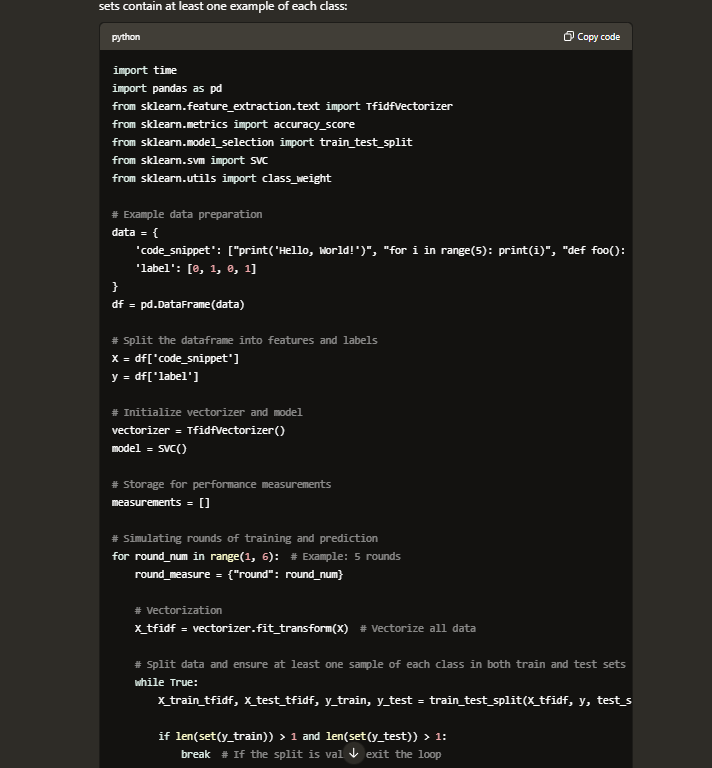 sets contain at least one example of each class:
python
Copy code
import time
import pandas as pd
from sklearn.feature_extraction.text import TfidfVectorizer
from sklearn.metrics import accuracy_score
from sklearn.model_selection import train_test_split
from sklearn.svm import SVC
from sklearn.utils import class_weight
# Example data preparation
data = {
    'code_snippet': ["print('Hello, World!')", "for i in range(5): print(i)", "def foo():
    'label': [0, 1, 0, 1]
}
df = pd.DataFrame(data)
# Split the dataframe into features and labels
X = df['code_snippet']
y = df['label']
# Initialize vectorizer and model
vectorizer = TfidfVectorizer()
model = SVC()
# Storage for performance measurements
measurements = []
# Simulating rounds of training and prediction
for round_num in range(1, 6):  # Example: 5 rounds
    round_measure = {"round": round_num}
    # Vectorization
    X_tfidf = vectorizer.fit_transform(X)  # Vectorize all data
    # Split data and ensure at least one sample of each class in both train and test sets
    while True:
        X_train_tfidf, X_test_tfidf, y_train, y_test = train_test_split(X_tfidf, y, test_s
        if len(set(y_train)) > 1 and len(set(y_test)) > 1:
            break  # If the split is val exit the loop